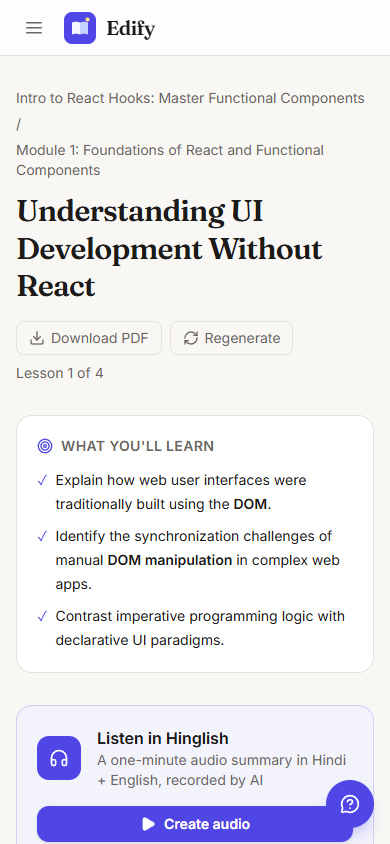 Edify
Intro to React Hooks: Master Functional Components
/
Module 1: Foundations of React and Functional
Components
Understanding UI
Development Without
React
Download PDF
Regenerate
Lesson 1 of 4
WHAT YOU'LL LEARN
Explain how web user interfaces were
traditionally built using the DOM.
Identify the synchronization challenges of
manual DOM manipulation in complex web
apps.
Contrast imperative programming logic with
declarative UI paradigms.
Listen in Hinglish
A one-minute audio summary in Hindi
+ English, recorded by AI
Create audio